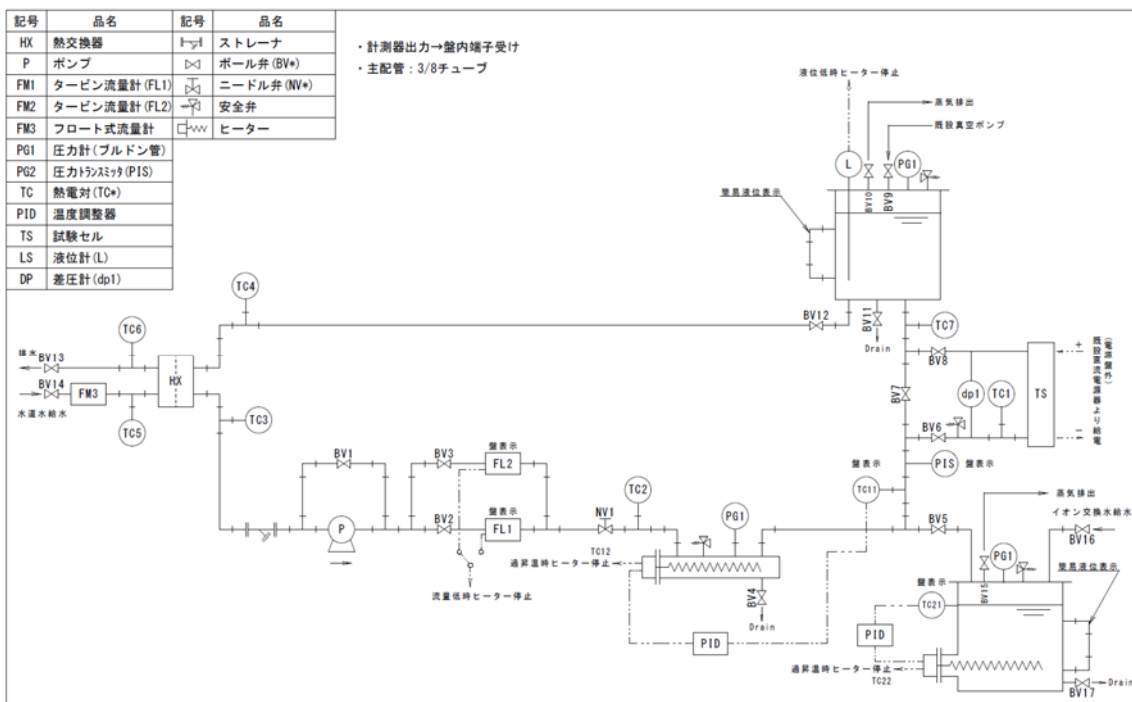 記号 品名 記号 品名
HX 熱交換器 ストレーナ
P ポンプ ボール弁(BV*)
FM1 タービン流量計(FL1) ニードル弁(NV*)
FM2 タービン流量計(FL2) 安全弁
FM3 フロート式流量計 ヒーター
PG1 圧力計(ブルドン管)
PG2 圧力トランスミッタ(PIS)
TC 熱電対(TC*)
PID 温度調整器
TS 試験セル
LS 液位計(L)
DP 差圧計(dp1)
・計測器出力→盤内端子受け
・主配管：3/8チューブ
液位低時ヒーター停止
蒸気排出
既設真空ポンプ
L
BV10
BV9
PG1
簡易液位表示
TC4
BV12
BV11
Drain
TC7
BV8
TC6
排水
BV13
BV14
FM3
水道水給水
HX
TC5
TC3
BV7
dp1
TC1
TS
+
−
(電源盤外)
既設直流電源器より給電
BV6
盤表示
PIS
盤表示
TC11
BV1
P
BV3
盤表示
FL2
BV2
盤表示
FL1
流量低時ヒーター停止
NV1
TC2
PG1
TC12
過昇温時ヒーター停止
BV4
Drain
PID
BV5
蒸気排出
イオン交換水給水
BV16
PG1
BV15
簡易液位表示
盤表示
TC21
PID
過昇温時ヒーター停止
TC22
BV17
Drain